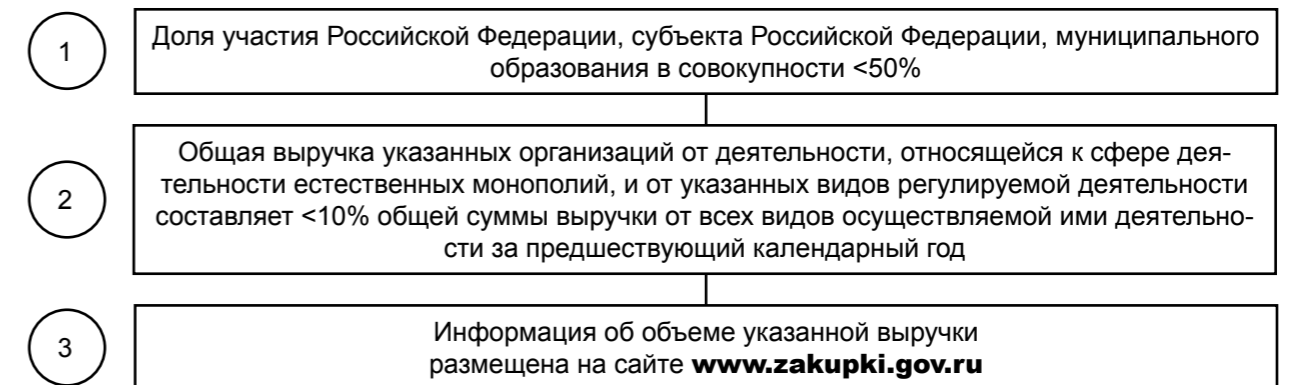 1
Доля участия Российской Федерации, субъекта Российской Федерации, муниципального
образования в совокупности <50%
2
Общая выручка указанных организаций от деятельности, относящейся к сфере дея-
тельности естественных монополий, и от указанных видов регулируемой деятельности
составляет <10% общей суммы выручки от всех видов осуществляемой ими деятельно-
сти за предшествующий календарный год
3
Информация об объеме указанной выручки
размещена на сайте www.zakupki.gov.ru